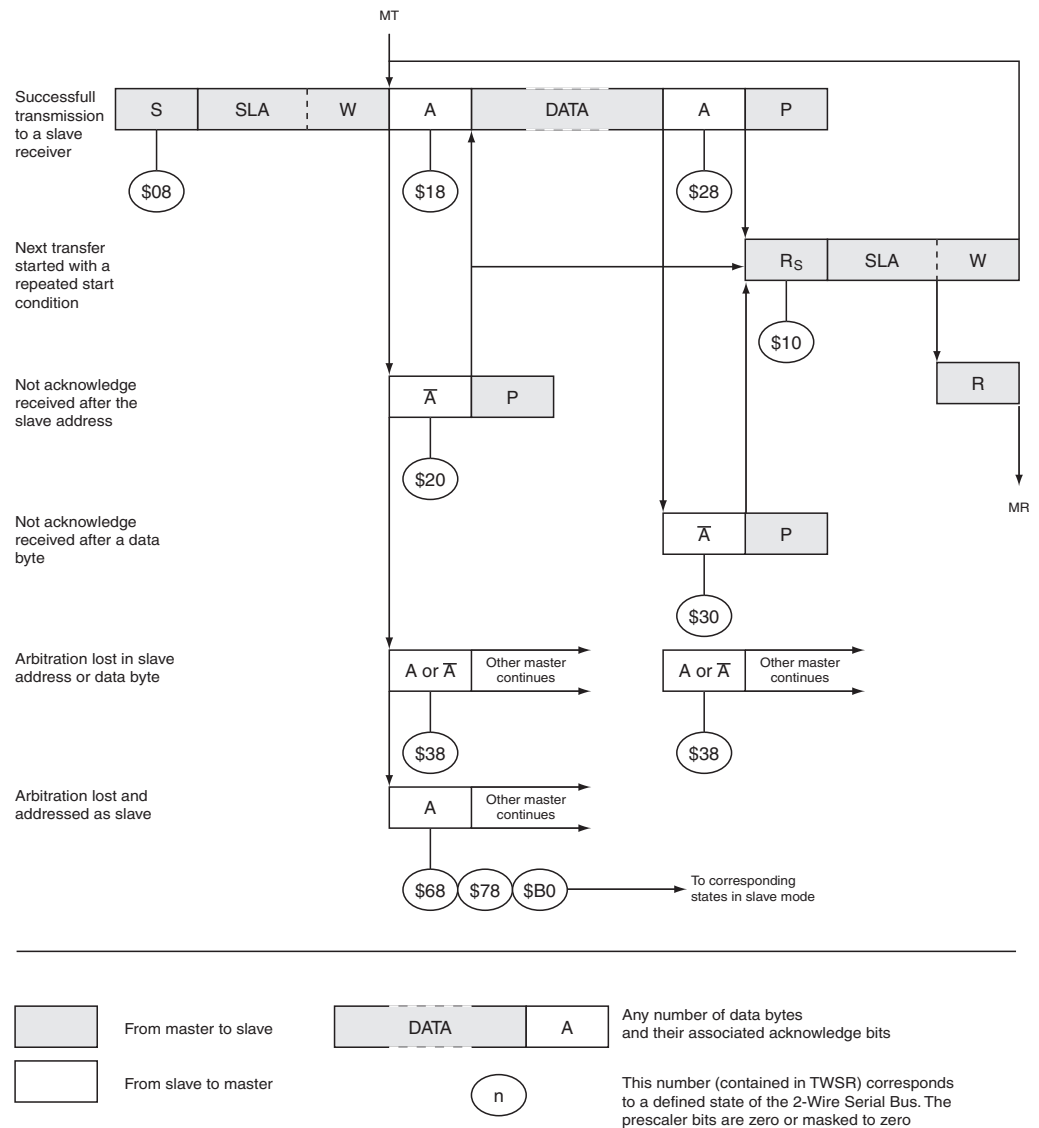 MT
Successfull
transmission
to a slave
receiver
S SLA W A DATA A P
$08 $18 $28
Next transfer
started with a
repeated start
condition
RS SLA W
$10
Not acknowledge
received after the
slave address
A P
R
$20
MR
Not acknowledge
received after a data
byte
A P
$30
Arbitration lost in slave
address or data byte
A or A Other master
continues
A or A Other master
continues
$38 $38
Arbitration lost and
addressed as slave
A Other master
continues
$68 $78 $B0 To corresponding
states in slave mode
From master to slave
DATA A
Any number of data bytes
and their associated acknowledge bits
From slave to master
n
This number (contained in TWSR) corresponds
to a defined state of the 2-Wire Serial Bus. The
prescaler bits are zero or masked to zero